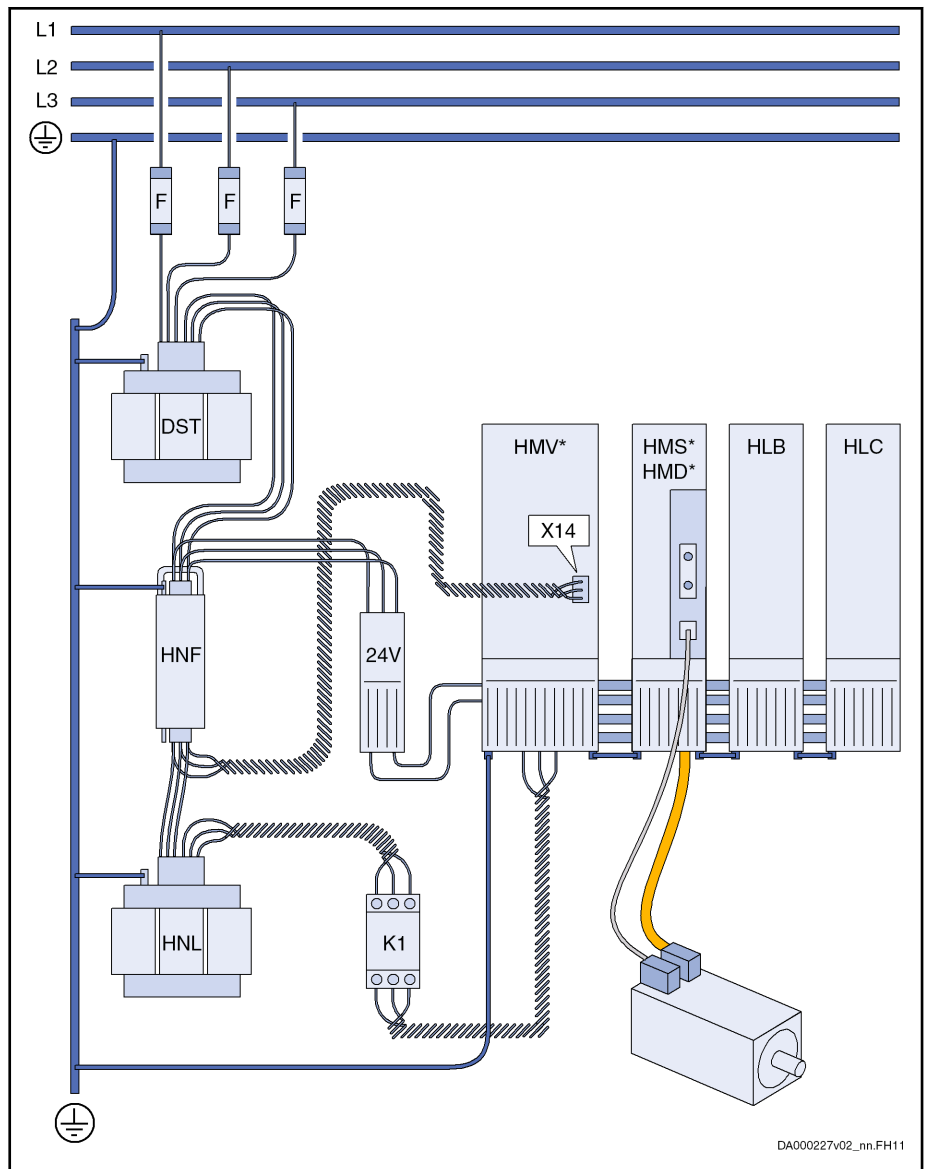 L1
L2
L3
F F F
DST
HMV*
HMS*
HMD*
HLB
HLC
X14
HNF
24V
HNL
K1
DA000227v02_nn.FH11